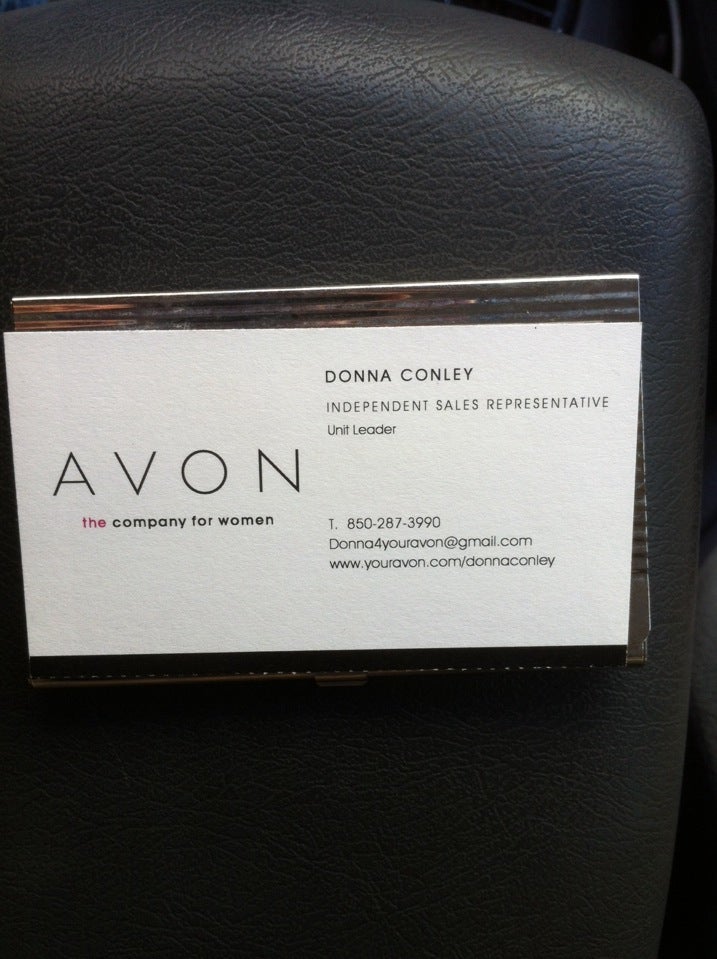 AVON
the company for women
DONNA CONLEY
INDEPENDENT SALES REPRESENTATIVE
Unit Leader
T. 850-287-3990
Donna4youravon@gmail.com
www.youravon.com/donnaconley